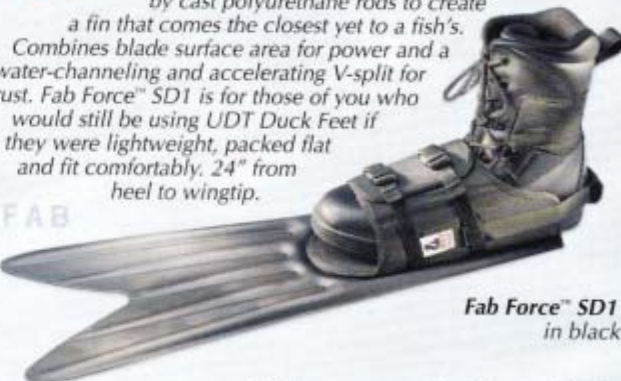 by cast polyurethane rods to create
a fin that comes the closest yet to a fish's.
Combines blade surface area for power and a
water-channeling and accelerating V-split for
Fab Force™ SD1 is for those of you who
would still be using UDT Duck Feet if
they were lightweight, packed flat
and fit comfortably. 24" from
heel to wingtip.
FAB
Fab Force™ SD1
in black